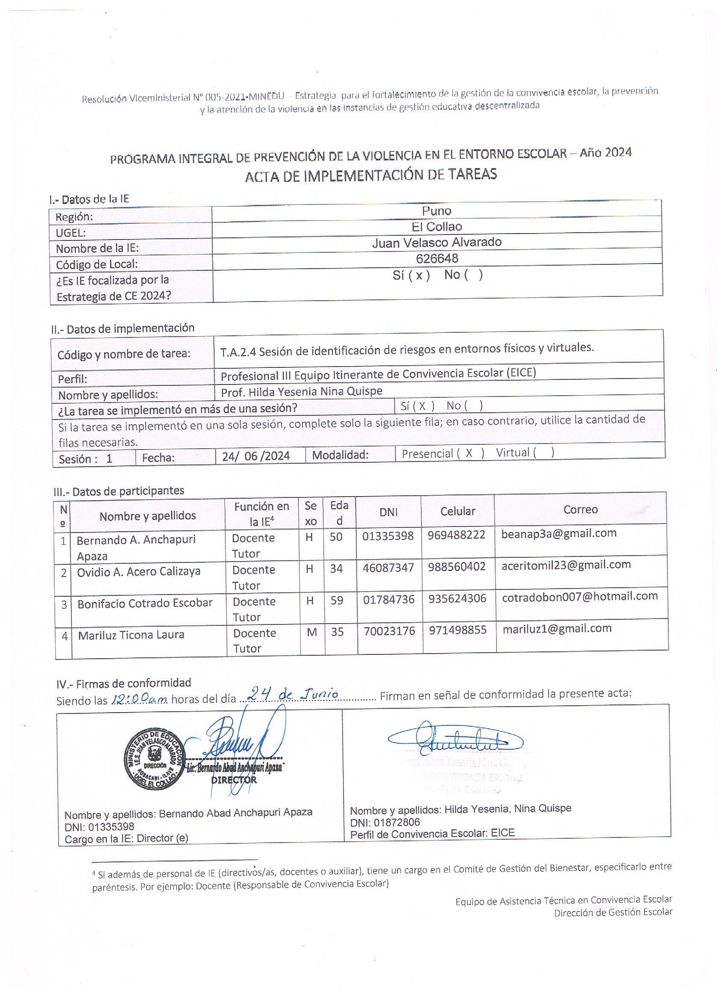 Resolución Viceministerial Nº 005-2021-MINEDU - Estrategia para el fortalecimiento de la gestión de la convivencia escolar, la prevención
y la atención de la violencia en las instancias de gestión educativa descentralizada
PROGRAMA INTEGRAL DE PREVENCIÓN DE LA VIOLENCIA EN EL ENTORNO ESCOLAR – Año 2024
ACTA DE IMPLEMENTACIÓN DE TAREAS
I.- Datos de la IE
Región: Puno
UGEL: El Collao
Nombre de la IE: Juan Velasco Alvarado
Código de Local: 626648
¿Es IE focalizada por la Sí ( x ) No ( )
Estrategia de CE 2024?
II.- Datos de implementación
Código y nombre de tarea: T.A.2.4 Sesión de identificación de riesgos en entornos físicos y virtuales.
Perfil: Profesional III Equipo Itinerante de Convivencia Escolar (EICE)
Nombre y apellidos: Prof. Hilda Yesenia Nina Quispe
¿La tarea se implementó en más de una sesión? Sí ( X ) No ( )
Si la tarea se implementó en una sola sesión, complete solo la siguiente fila; en caso contrario, utilice la cantidad de
filas necesarias.
Sesión : 1 Fecha: 24/ 06 /2024 Modalidad: Presencial ( X ) Virtual ( )
III.- Datos de participantes
N Nombre y apellidos Función en Se Eda DNI Celular Correo
º la IE4 xo d
1 Bernando A. Anchapuri Docente H 50 01335398 969488222 beanap3a@gmail.com
Apaza Tutor
2 Ovidio A. Acero Calizaya Docente H 34 46087347 988560402 aceritomil23@gmail.com
Tutor
3 Bonifacio Cotrado Escobar Docente H 59 01784736 935624306 cotradobon007@hotmail.com
Tutor
4 Mariluz Ticona Laura Docente M 35 70023176 971498855 mariluz1@gmail.com
Tutor
IV.- Firmas de conformidad
Siendo las 12:00am horas del día ...24 de Junio............ Firman en señal de conformidad la presente acta:
MINISTERIO DE EDUCACIÓN
I.E.S. JUAN VELASCO ALVARADO
DIRECCIÓN
ROSACANI - ILAVE
- UGEL EL COLLAO -
Lic. Bernardo Abad Anchapuri Apaza
DIRECTOR
Prof. Hilda Yesenia Nina
CONVIVENCIA ESCOLAR
UGEL EL COLLAO
Nombre y apellidos: Bernando Abad Anchapuri Apaza
DNI: 01335398
Cargo en la IE: Director (e)
Nombre y apellidos: Hilda Yesenia, Nina Quispe
DNI: 01872806
Perfil de Convivencia Escolar: EICE
4 Si además de personal de IE (directivos/as, docentes o auxiliar), tiene un cargo en el Comité de Gestión del Bienestar, especificarlo entre
paréntesis. Por ejemplo: Docente (Responsable de Convivencia Escolar)
Equipo de Asistencia Técnica en Convivencia Escolar
Dirección de Gestión Escolar